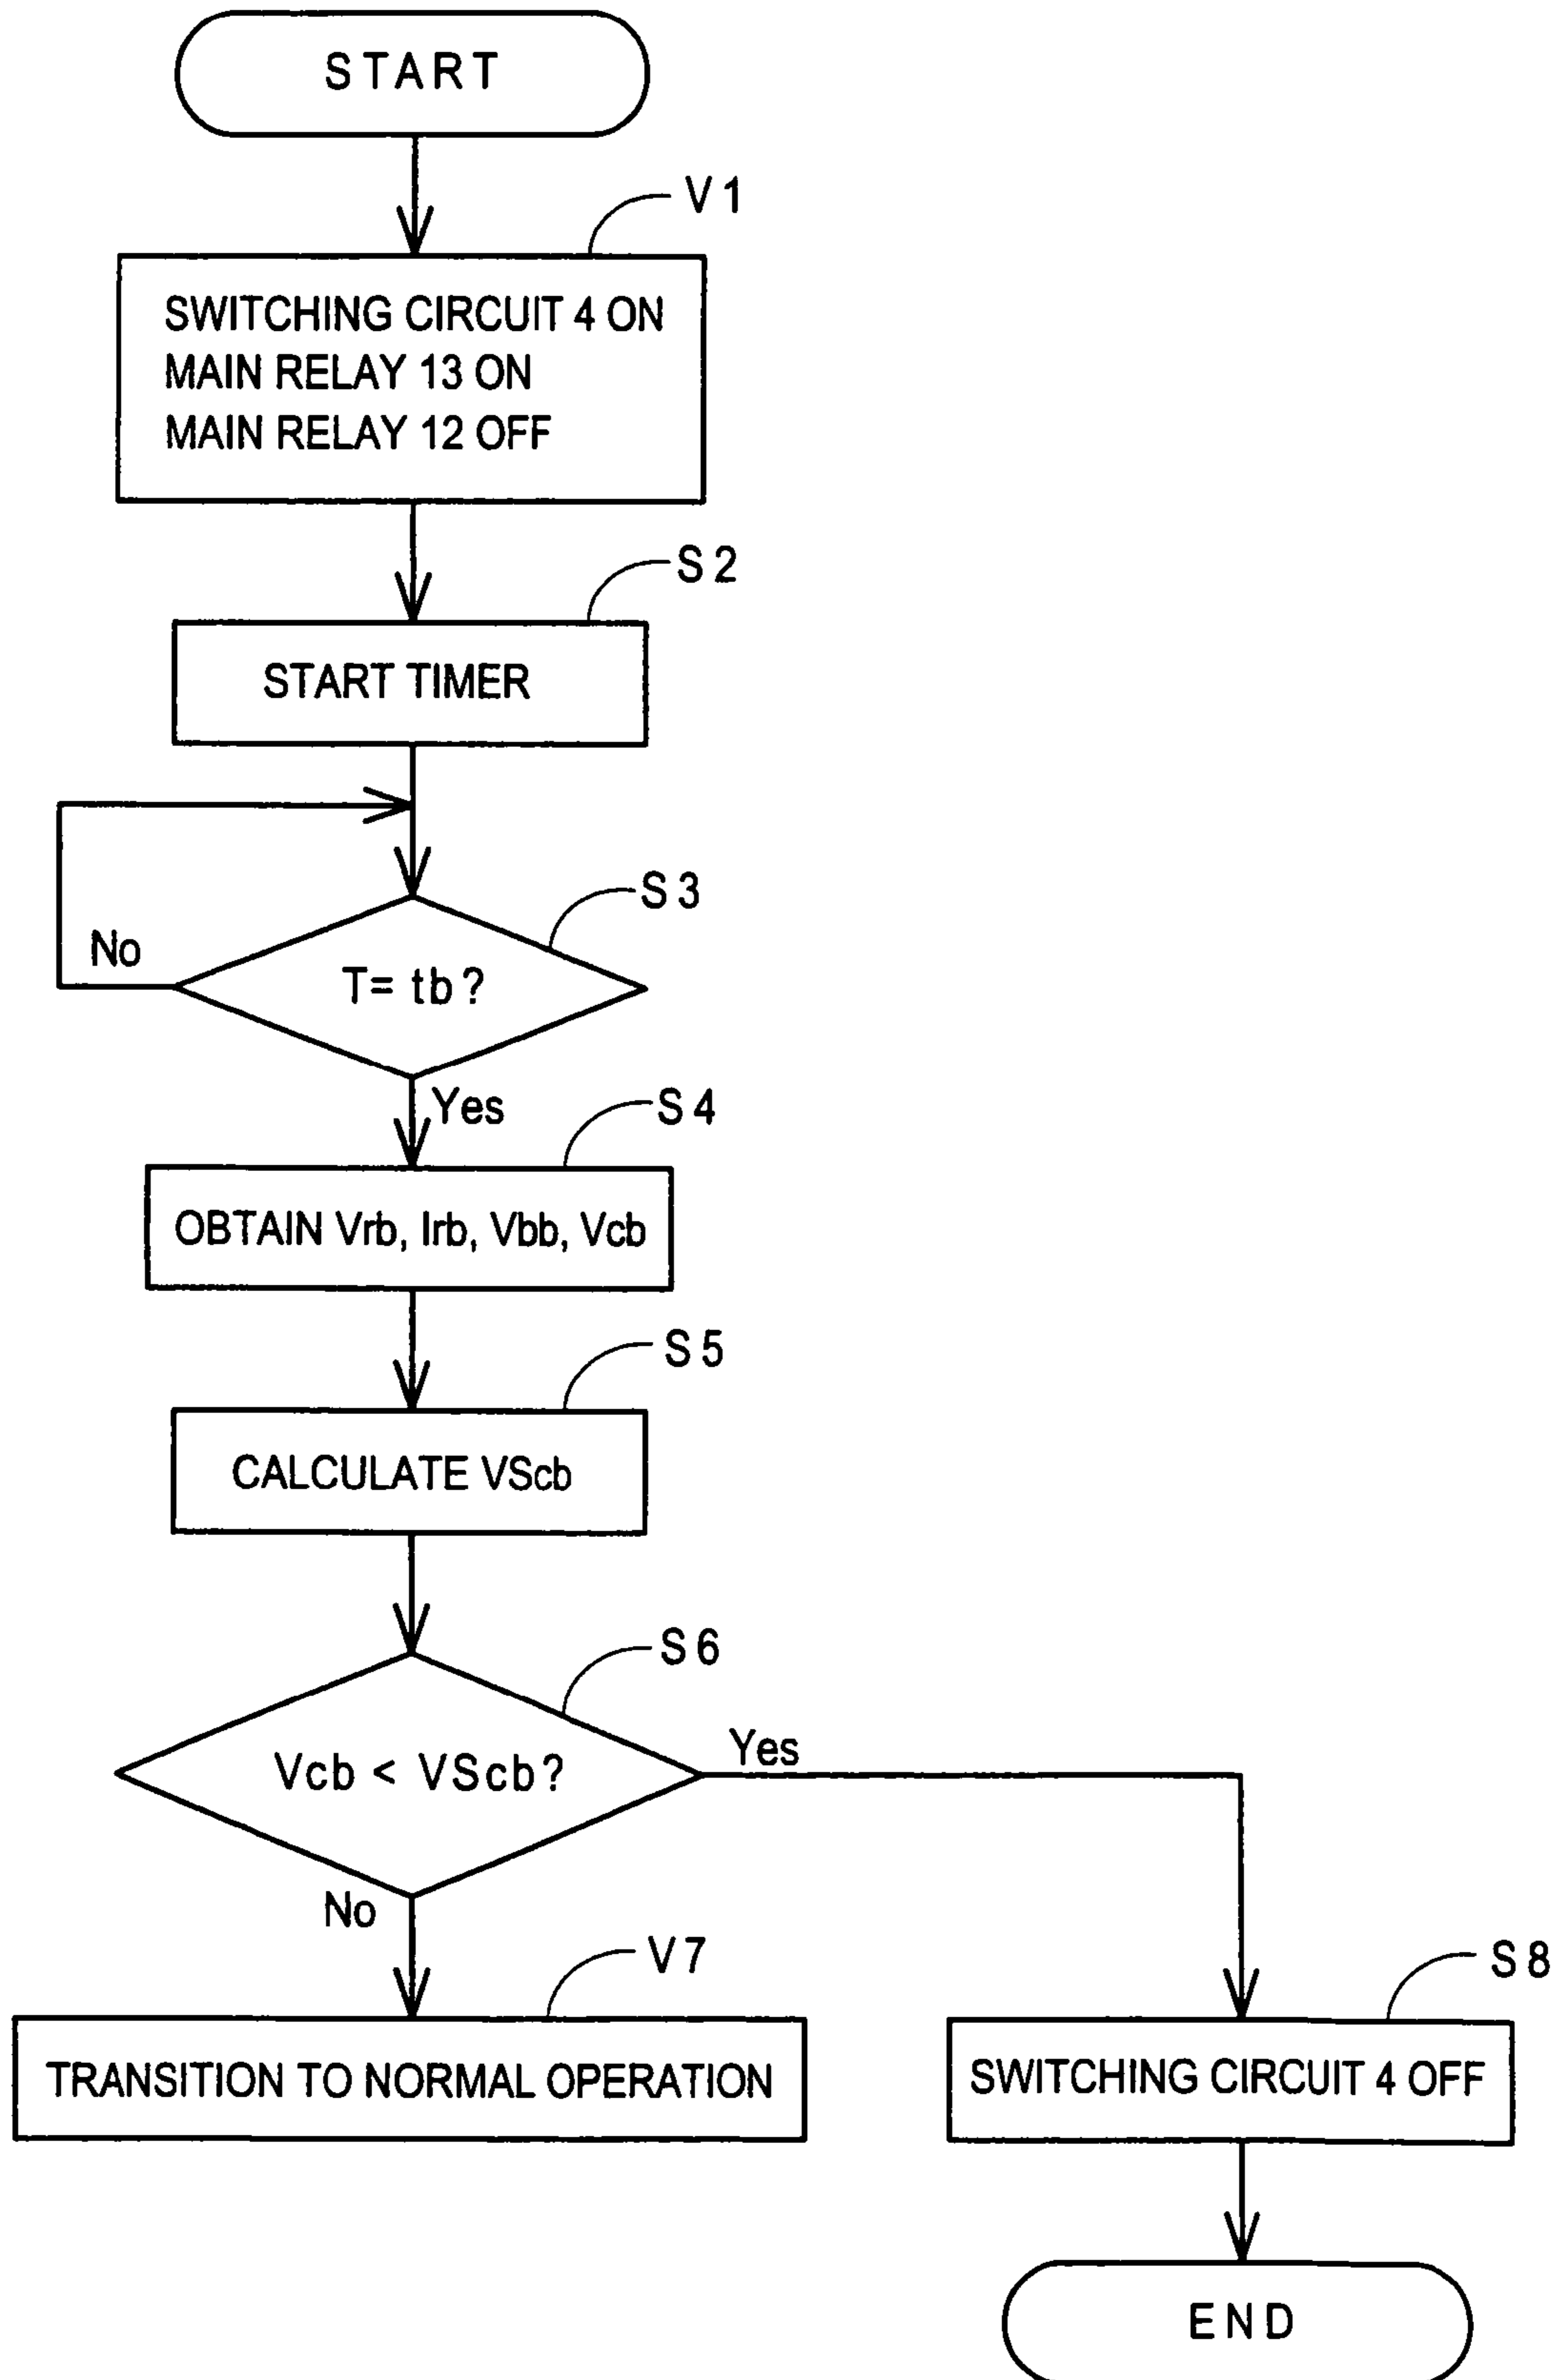 START
V1
SWITCHING CIRCUIT 4 ON
MAIN RELAY 13 ON
MAIN RELAY 12 OFF
S2
START TIMER
S3
No
T= tb?
Yes
S4
OBTAIN Vrb, Irb, Vbb, Vcb
S5
CALCULATE VScb
S6
Vcb < VScb?
Yes
No
V7
S8
TRANSITION TO NORMAL OPERATION
SWITCHING CIRCUIT 4 OFF
END